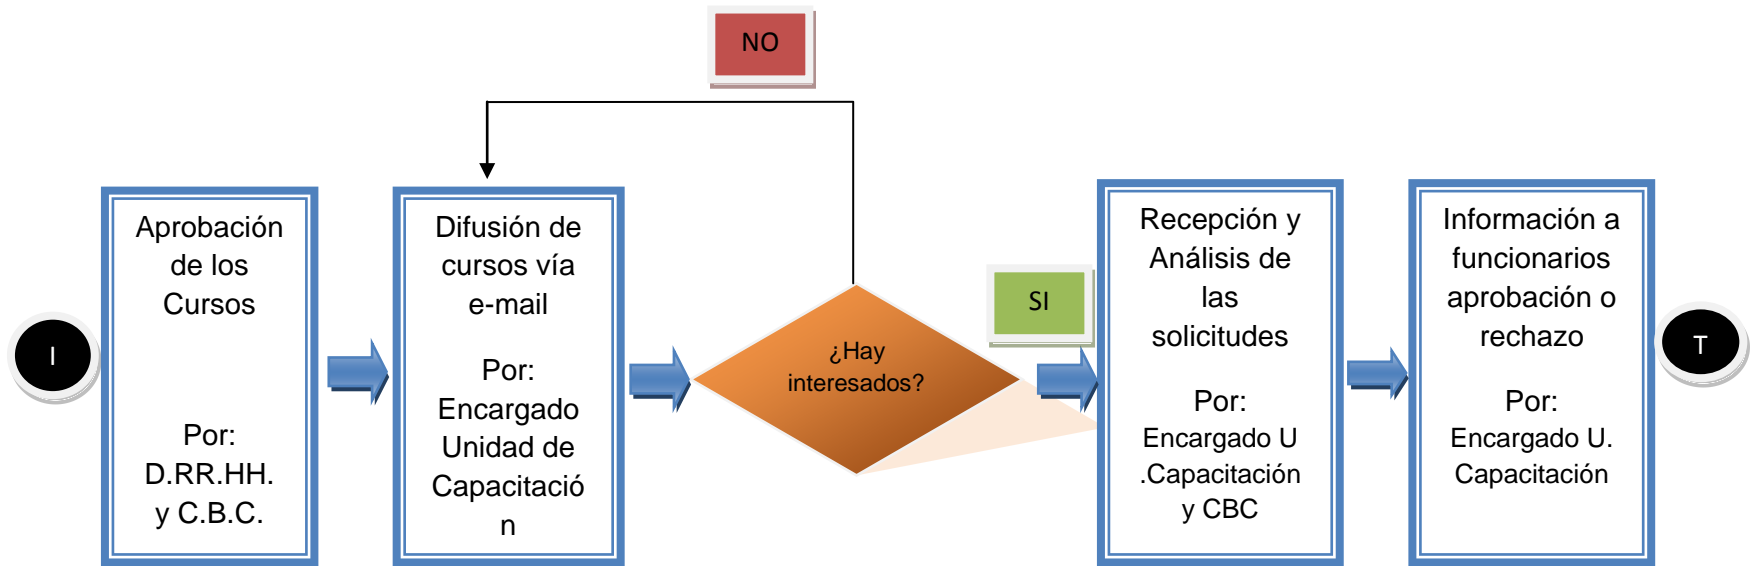 NO
I
Aprobación
de los
Cursos
Por:
D.RR.HH.
y C.B.C.
Difusión de
cursos vía
e-mail
Por:
Encargado
Unidad de
Capacitació
n
¿Hay
interesados?
SI
Recepción y
Análisis de
las
solicitudes
Por:
Encargado U
.Capacitación
y CBC
Información a
funcionarios
aprobación o
rechazo
Por:
Encargado U.
Capacitación
T